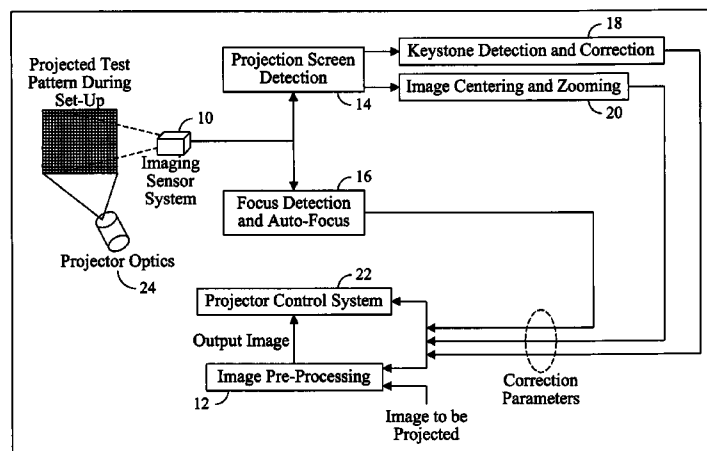 18
Projected Test
Pattern During
Set-Up
Projection Screen
Detection
14
Keystone Detection and Correction
Image Centering and Zooming
20
10
Imaging
Sensor
System
16
Focus Detection
and Auto-Focus
Projector Optics
24
22
Projector Control System
Output Image
Image Pre-Processing
12
Image to be
Projected
Correction
Parameters